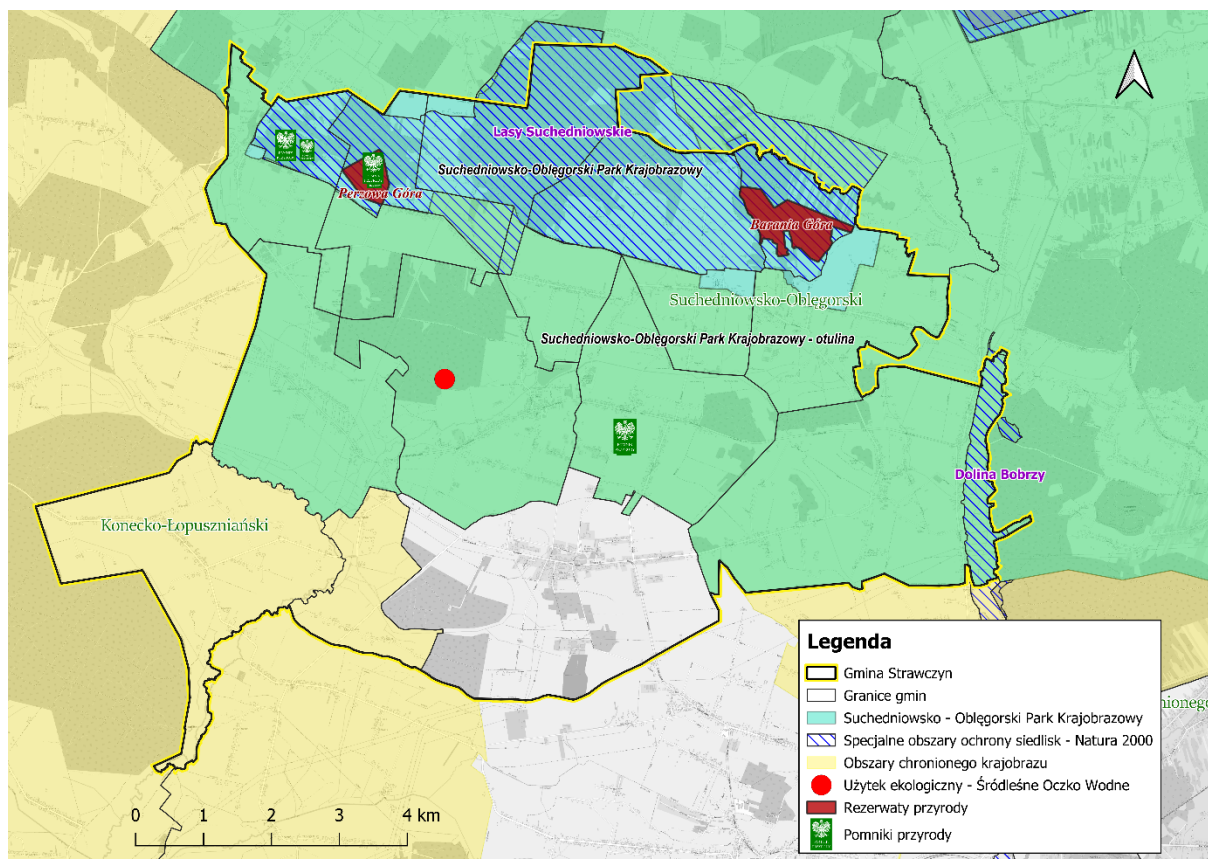 Lasy Suchedniowskie
Suchedniowsko-Oblęgorski Park Krajobrazowy
Perzowa Góra
Barania Góra
Suchedniowsko-Oblęgorski
Suchedniowsko-Oblęgorski Park Krajobrazowy - otulina
Dolina Bobrzy
Konecko-Łopuszniański
Legenda
Gmina Strawczyn
Granice gmin
Suchedniowsko - Oblęgorski Park Krajobrazowy
Specjalne obszary ochrony siedlisk - Natura 2000
Obszary chronionego krajobrazu
Użytek ekologiczny - Śródleśne Oczko Wodne
Rezerwaty przyrody
Pomniki przyrody
0 1 2 3 4 km